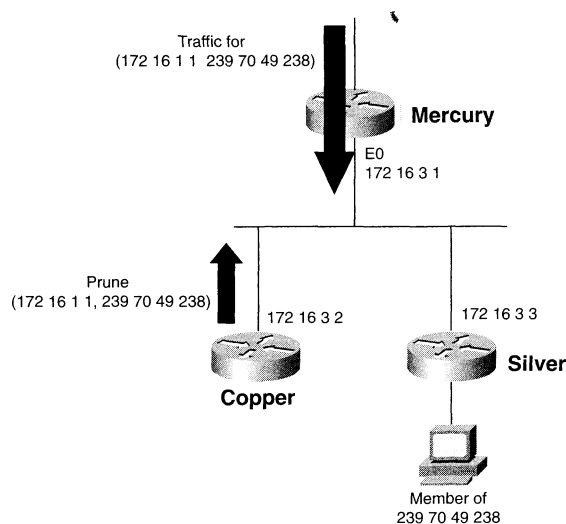 Traffic for
(172 16 1 1 239 70 49 238)
Mercury
E0
172 16 3 1
Prune
(172 16 1 1, 239 70 49 238)
172 16 3 2
172 16 3 3
Copper
Silver
Member of
239 70 49 238